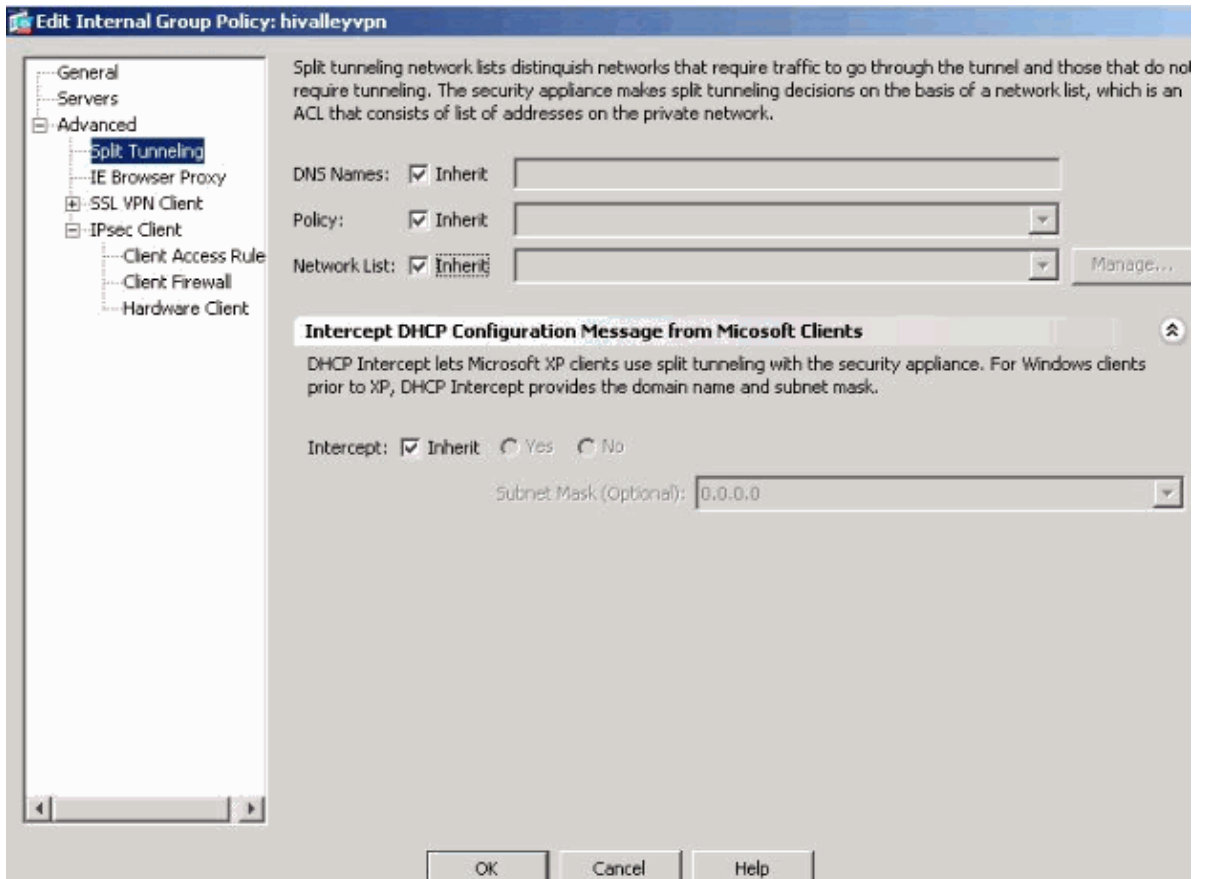 Edit Internal Group Policy: hivalleyvpn
General
Servers
Advanced
Split Tunneling
IE Browser Proxy
SSL VPN Client
IPsec Client
Client Access Rule
Client Firewall
Hardware Client
Split tunneling network lists distinquish networks that require traffic to go through the tunnel and those that do not
require tunneling. The security appliance makes split tunneling decisions on the basis of a network list, which is an
ACL that consists of list of addresses on the private network.
DNS Names: Inherit
Policy: Inherit
Network List: Inherit Manage...
Intercept DHCP Configuration Message from Micosoft Clients
DHCP Intercept lets Microsoft XP clients use split tunneling with the security appliance. For Windows clients
prior to XP, DHCP Intercept provides the domain name and subnet mask.
Intercept: Inherit Yes No
Subnet Mask (Optional): 0.0.0.0
OK Cancel Help